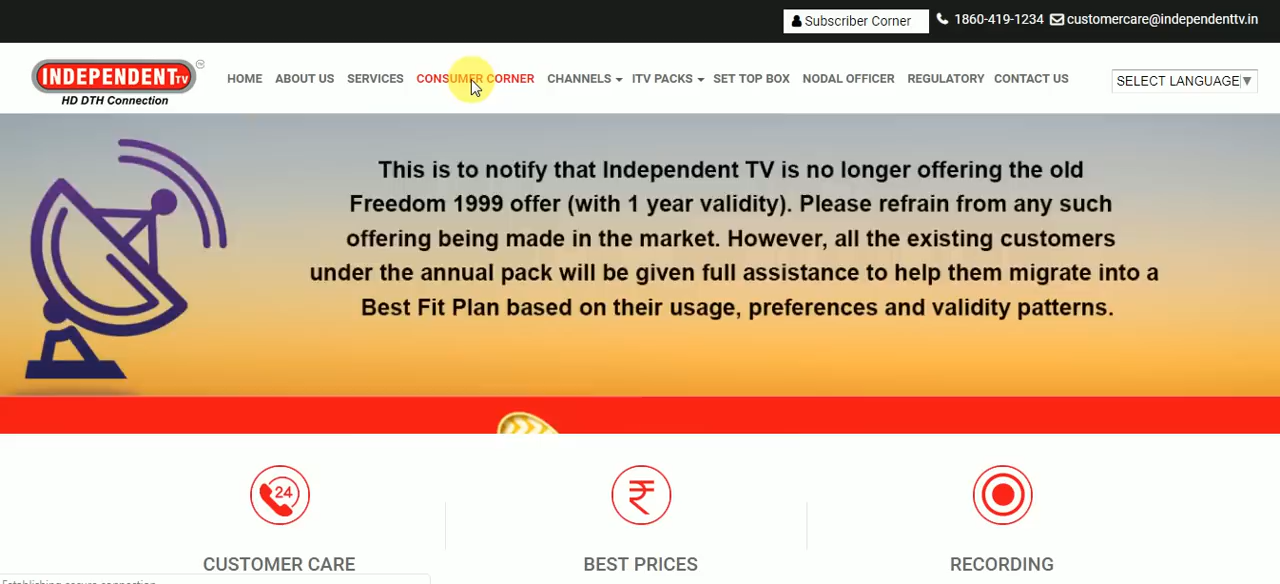 Subscriber Corner 1860-419-1234 customercare@independenttv.in
INDEPENDENT TV
HD DTH Connection
HOME ABOUT US SERVICES CONSUMER CORNER CHANNELS ITV PACKS SET TOP BOX NODAL OFFICER REGULATORY CONTACT US SELECT LANGUAGE▼
This is to notify that Independent TV is no longer offering the old
Freedom 1999 offer (with 1 year validity). Please refrain from any such
offering being made in the market. However, all the existing customers
under the annual pack will be given full assistance to help them migrate into a
Best Fit Plan based on their usage, preferences and validity patterns.
24
₹
CUSTOMER CARE BEST PRICES RECORDING
Establishing secure connection